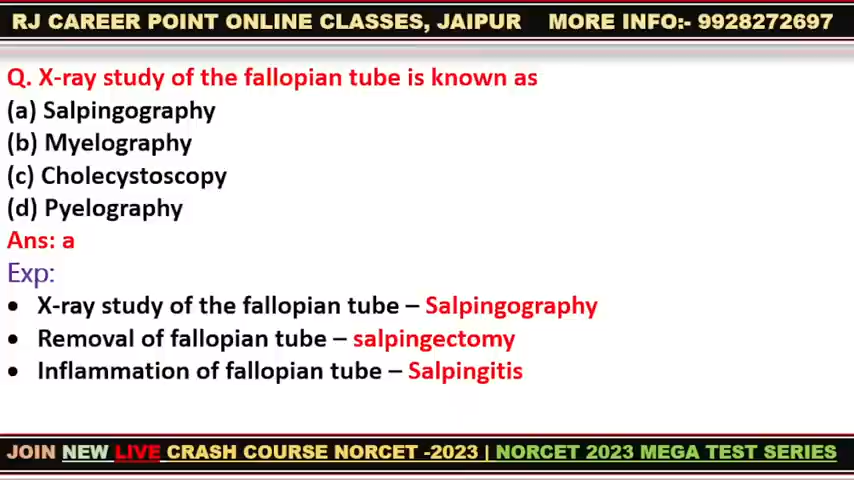 RJ CAREER POINT ONLINE CLASSES, JAIPUR MORE INFO:- 9928272697
Q. X-ray study of the fallopian tube is known as
(a) Salpingography
(b) Myelography
(c) Cholecystoscopy
(d) Pyelography
Ans: a
Exp:
• X-ray study of the fallopian tube – Salpingography
• Removal of fallopian tube – salpingectomy
• Inflammation of fallopian tube – Salpingitis
JOIN NEW LIVE CRASH COURSE NORCET -2023 | NORCET 2023 MEGA TEST SERIES